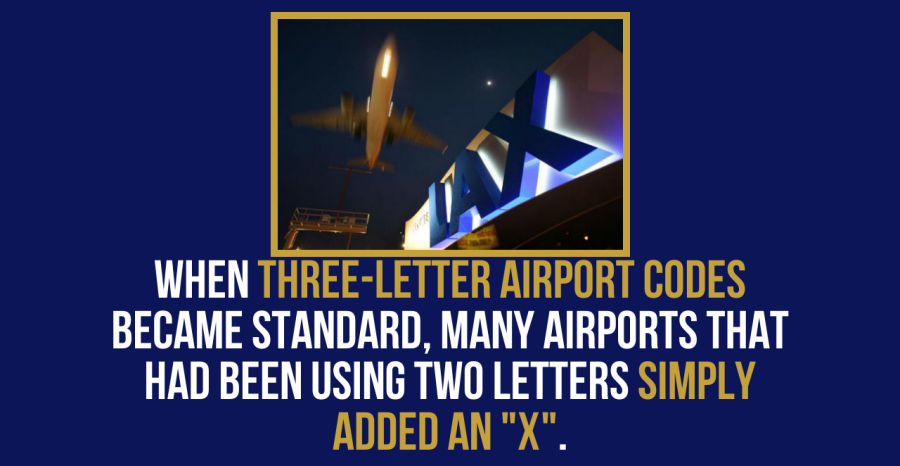 LAX
WHEN THREE-LETTER AIRPORT CODES
BECAME STANDARD, MANY AIRPORTS THAT
HAD BEEN USING TWO LETTERS SIMPLY
ADDED AN "X".